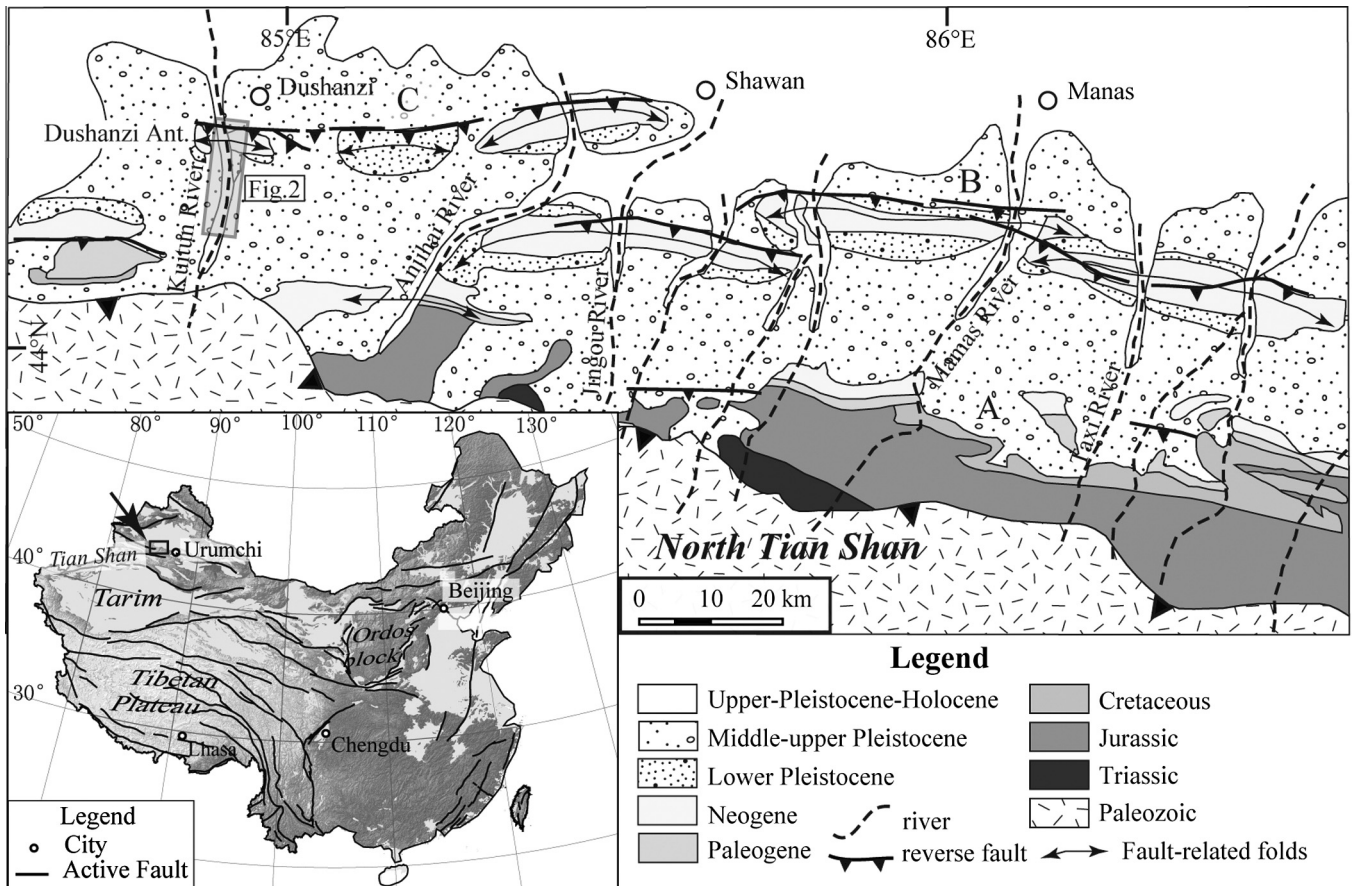 85°E
86°E
Dushanzi
C
Shawan
Manas
Dushanzi Ant.
Fig.2
Kuitun River
Anjihai River
B
44°N
Jingou River
Mamas River
A
Taxi River
North Tian Shan
0 10 20 km
50°
80°
90°
100°
110°
120°
130°
40°
30°
Tian Shan
Urumchi
Tarim
Beijing
Ordos
block
Tibetan
Plateau
Lhasa
Chengdu
Legend
City
Active Fault
Legend
Upper-Pleistocene-Holocene
Middle-upper Pleistocene
Lower Pleistocene
Neogene
Paleogene
Cretaceous
Jurassic
Triassic
Paleozoic
river
reverse fault
Fault-related folds